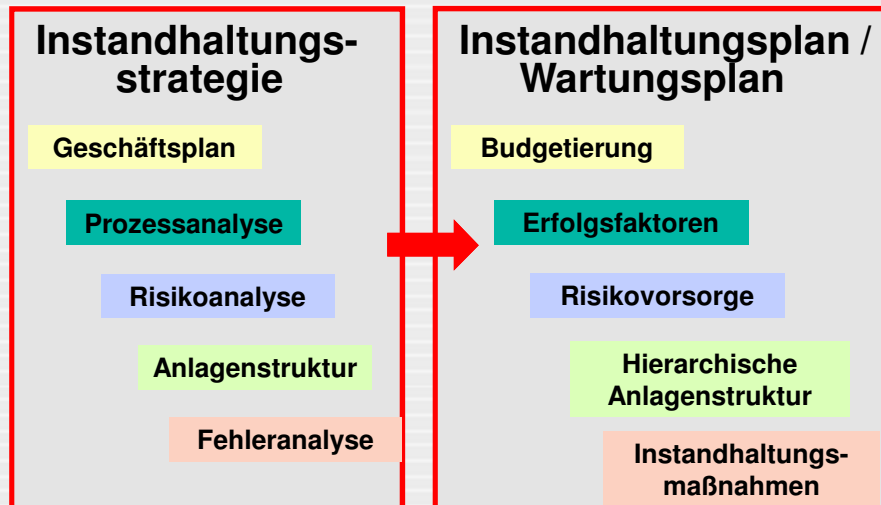 Instandhaltungs-
strategie
Geschäftsplan
Prozessanalyse
Risikoanalyse
Anlagenstruktur
Fehleranalyse
Instandhaltungsplan /
Wartungsplan
Budgetierung
Erfolgsfaktoren
Risikovorsorge
Hierarchische
Anlagenstruktur
Instandhaltungs-
maßnahmen